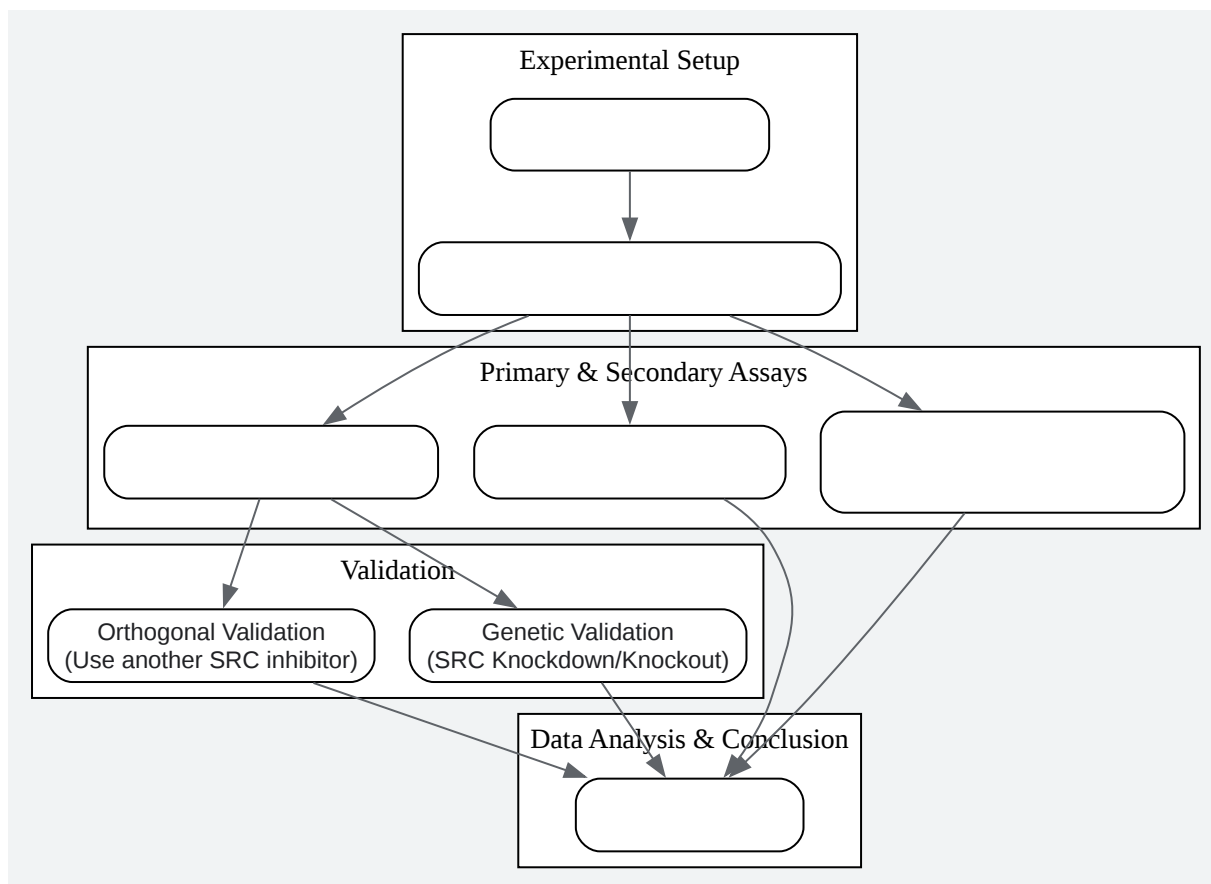 Experimental Setup
Primary & Secondary Assays
Validation
Orthogonal Validation
(Use another SRC inhibitor)
Genetic Validation
(SRC Knockdown/Knockout)
Data Analysis & Conclusion